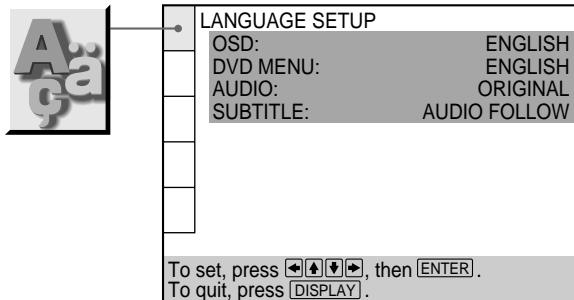 Aäç
LANGUAGE SETUP
OSD: ENGLISH
DVD MENU: ENGLISH
AUDIO: ORIGINAL
SUBTITLE: AUDIO FOLLOW
To set, press ←↑↓→, then ENTER.
To quit, press DISPLAY.